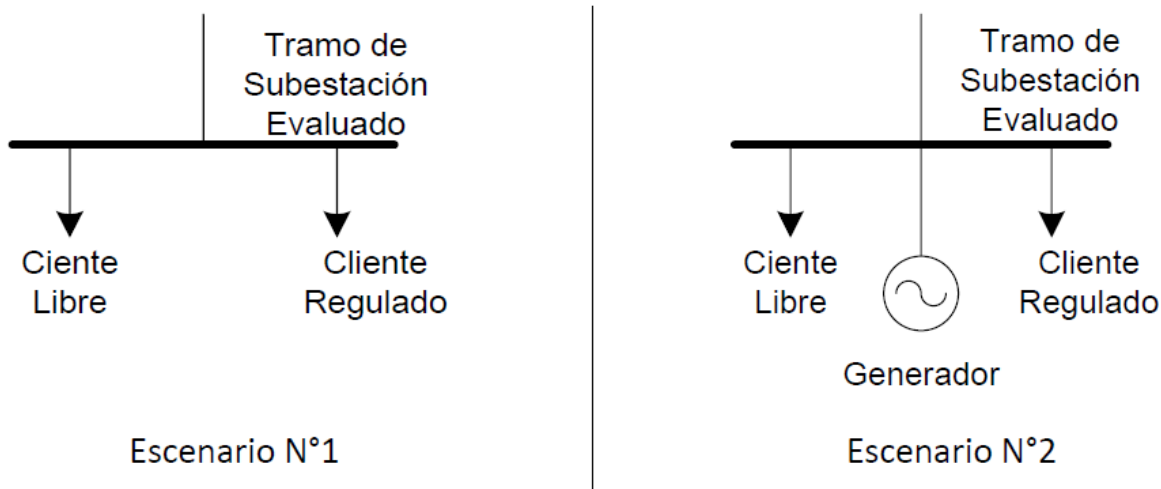 Tramo de
Subestación
Evaluado
Ciente
Libre
Cliente
Regulado
Escenario N°1
Tramo de
Subestación
Evaluado
Ciente
Libre
Cliente
Regulado
Generador
Escenario N°2